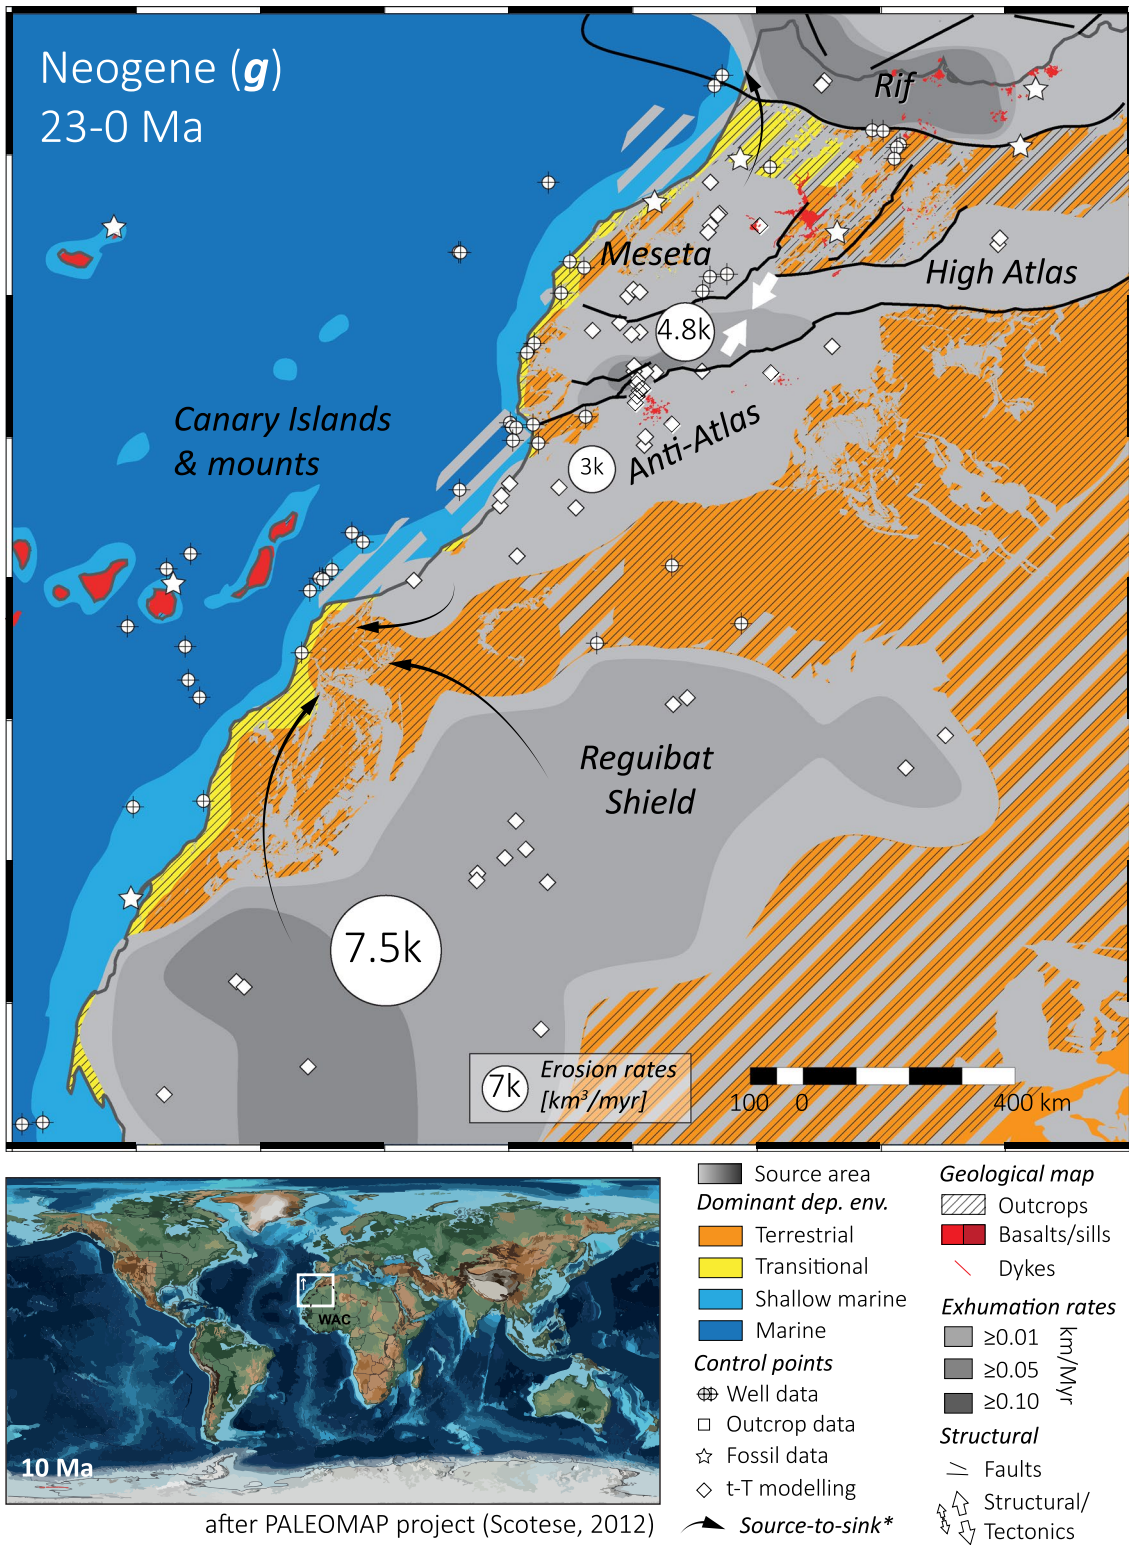 Neogene (g)
23-0 Ma
Rif
Meseta
High Atlas
4.8k
Canary Islands
& mounts
Anti-Atlas
3k
Reguibat
Shield
7.5k
7k
Erosion rates
[km³/myr]
100 0 400 km
WAC
10 Ma
after PALEOMAP project (Scotese, 2012)
Source area
Dominant dep. env.
Terrestrial
Transitional
Shallow marine
Marine
Control points
Well data
Outcrop data
Fossil data
t-T modelling
Source-to-sink*
Geological map
Outcrops
Basalts/sills
Dykes
Exhumation rates
≥0.01
≥0.05
≥0.10
km/Myr
Structural
Faults
Structural/
Tectonics